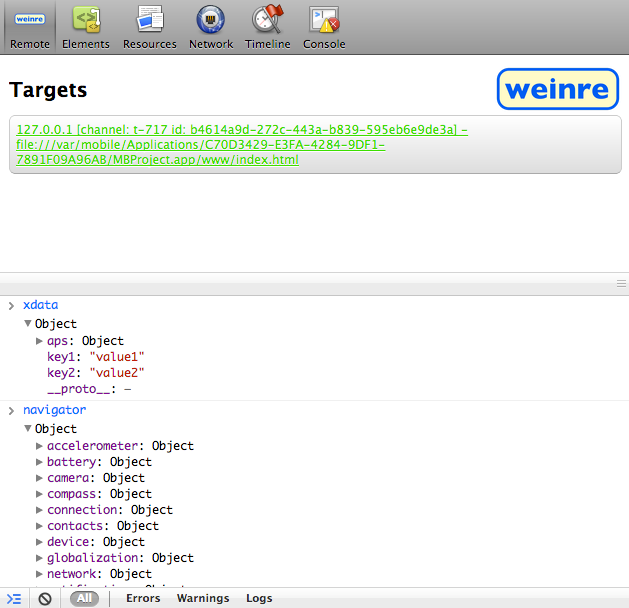 weinre
Remote Elements Resources Network Timeline Console
Targets
weinre
127.0.0.1 [channel: t-717 id: b4614a9d-272c-443a-b839-595eb6e9de3a] –
file:///var/mobile/Applications/C70D3429-E3FA-4284-9DF1-
7891F09A96AB/MBProject.app/www/index.html
xdata
Object
aps: Object
key1: "value1"
key2: "value2"
__proto__: –
navigator
Object
accelerometer: Object
battery: Object
camera: Object
compass: Object
connection: Object
contacts: Object
device: Object
globalization: Object
network: Object
All Errors Warnings Logs